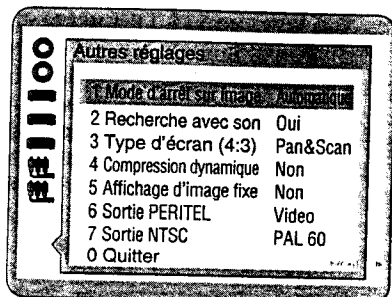 Autres réglages
1 Mode d'arrêt sur image Automatique
2 Recherche avec son Oui
3 Type d'écran (4:3) Pan&Scan
4 Compression dynamique Non
5 Affichage d'image fixe Non
6 Sortie PERITEL Video
7 Sortie NTSC PAL 60
0 Quitter